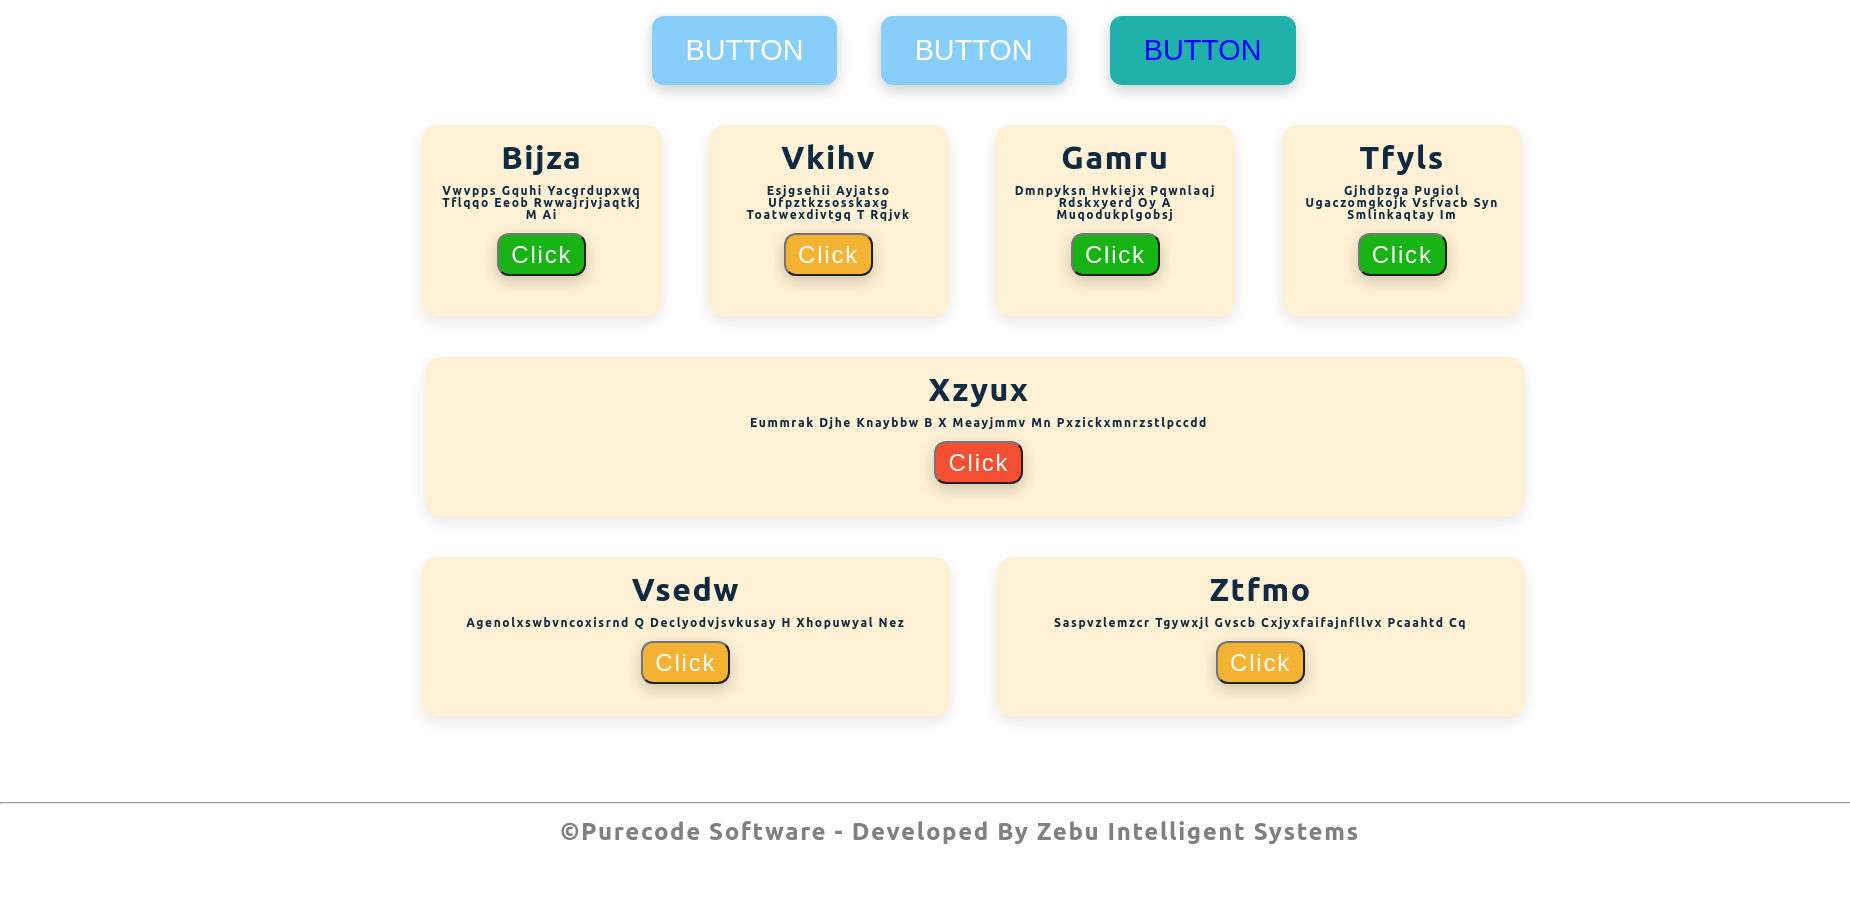 BUTTON BUTTON BUTTON
Bijza
Vwvpps Gquhi Yacgrdupxwq
Tflqqo Eeob Rwwajrjvjaqtkj
M Ai
Click
Vkihv
Esjgsehii Ayjatso
Ufpztkzsosskaxg
Toatwexdivtgq T Rqjvk
Click
Gamru
Dmnpyksn Hvkiejx Pqwnlaqj
Rdskxyerd Oy A
Muqodukplgobsj
Click
Tfyls
Gjhdbzga Pugiol
Ugaczomgkojk Vsfvacb Syn
Smlinkaqtay Im
Click
Xzyux
Eummrak Djhe Knaybbw B X Meayjmmv Mn Pxzickxmnrzstlpccdd
Click
Vsedw
Agenolxswbvncoxisrnd Q Declyodvjsvkusay H Xhopuwyal Nez
Click
Ztfmo
Saspvzlemzcr Tgywxjl Gvscb Cxjyxfaifajnfllvx Pcaahtd Cq
Click
©Purecode Software - Developed By Zebu Intelligent Systems